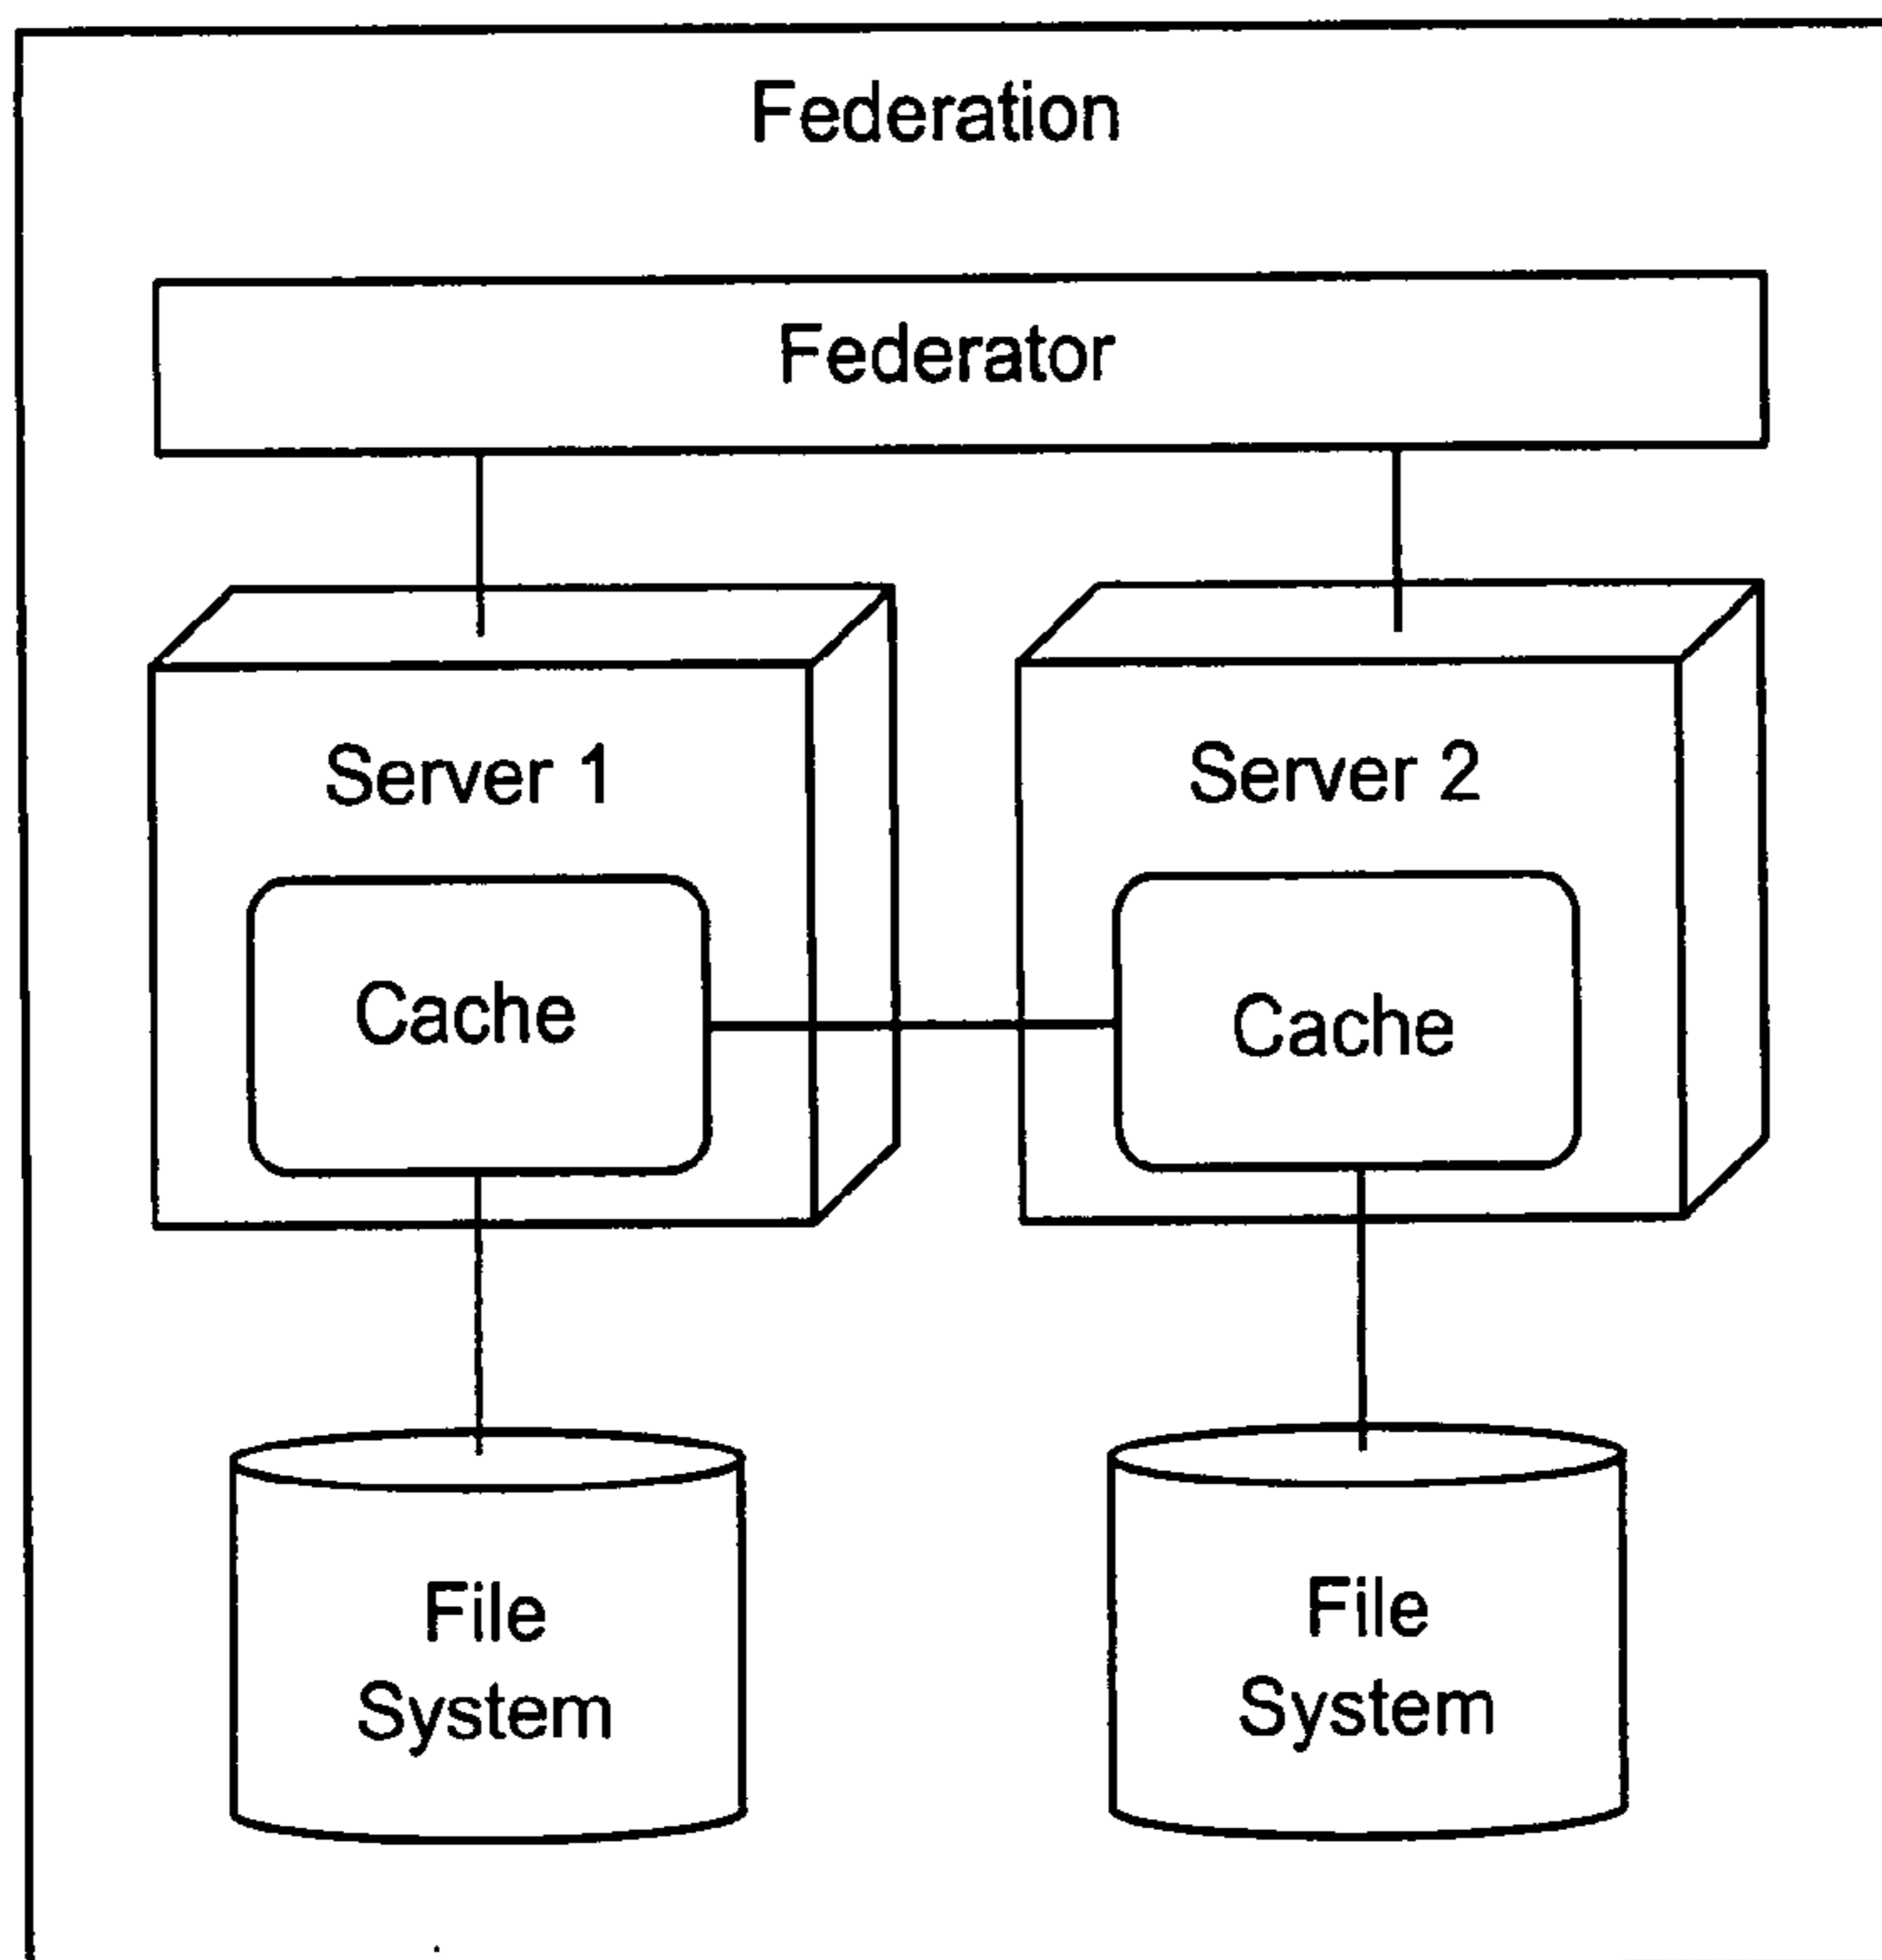 Federation
Federator
Server 1
Server 2
Cache
Cache
File
System
File
System